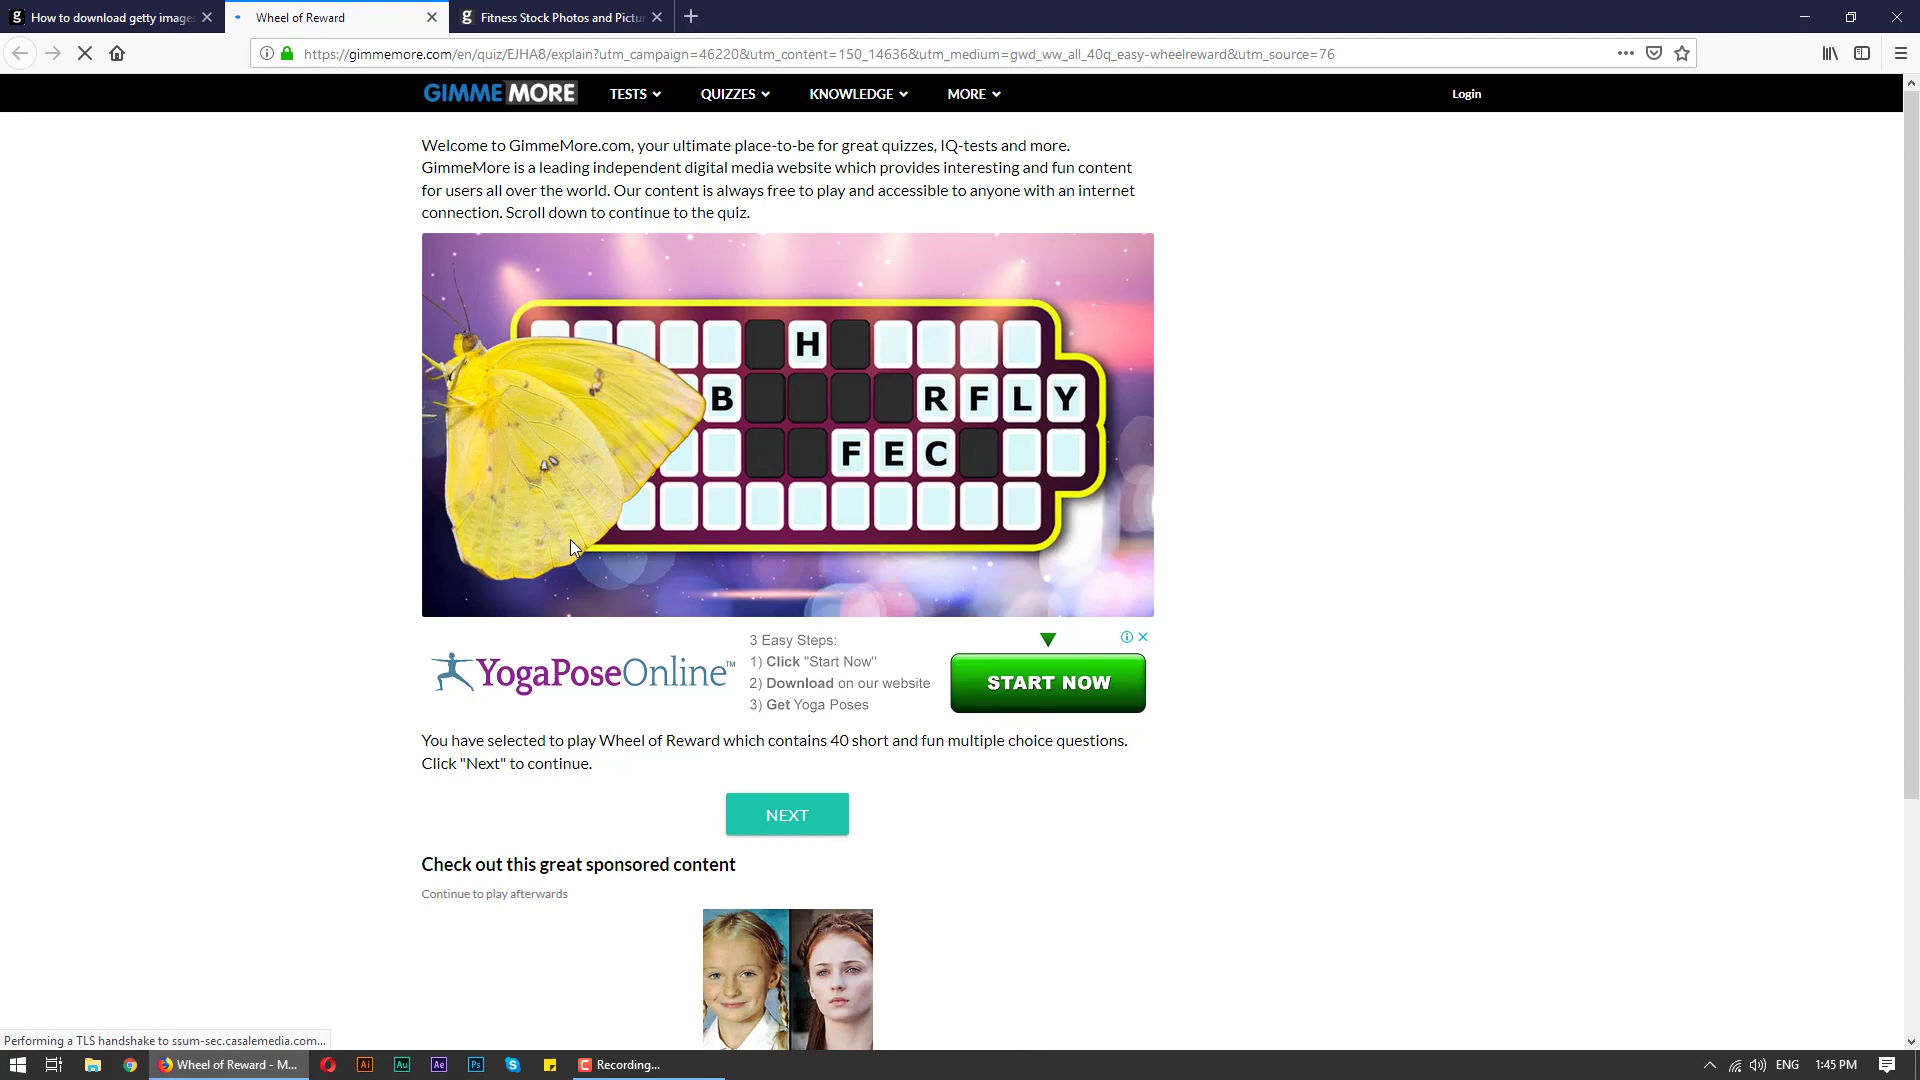 How to download getty image
Wheel of Reward
Fitness Stock Photos and Pictu
https://gimmemore.com/en/quiz/EJHA8/explain?utm_campaign=46220&utm_content=150_14636&utm_medium=gwd_ww_all_40q_easy-wheelreward&utm_source=76
GIMME MORE
TESTS
QUIZZES
KNOWLEDGE
MORE
Login
Welcome to GimmeMore.com, your ultimate place-to-be for great quizzes, IQ-tests and more.
GimmeMore is a leading independent digital media website which provides interesting and fun content
for users all over the world. Our content is always free to play and accessible to anyone with an internet
connection. Scroll down to continue to the quiz.
H
B RFLY
FEC
YogaPoseOnline™
3 Easy Steps:
1) Click "Start Now"
2) Download on our website
3) Get Yoga Poses
START NOW
You have selected to play Wheel of Reward which contains 40 short and fun multiple choice questions.
Click "Next" to continue.
NEXT
Check out this great sponsored content
Continue to play afterwards
Performing a TLS handshake to ssum-sec.casalemedia.com...
Wheel of Reward - M...
Ai
Au
Ae
Ps
Recording...
ENG
1:45 PM